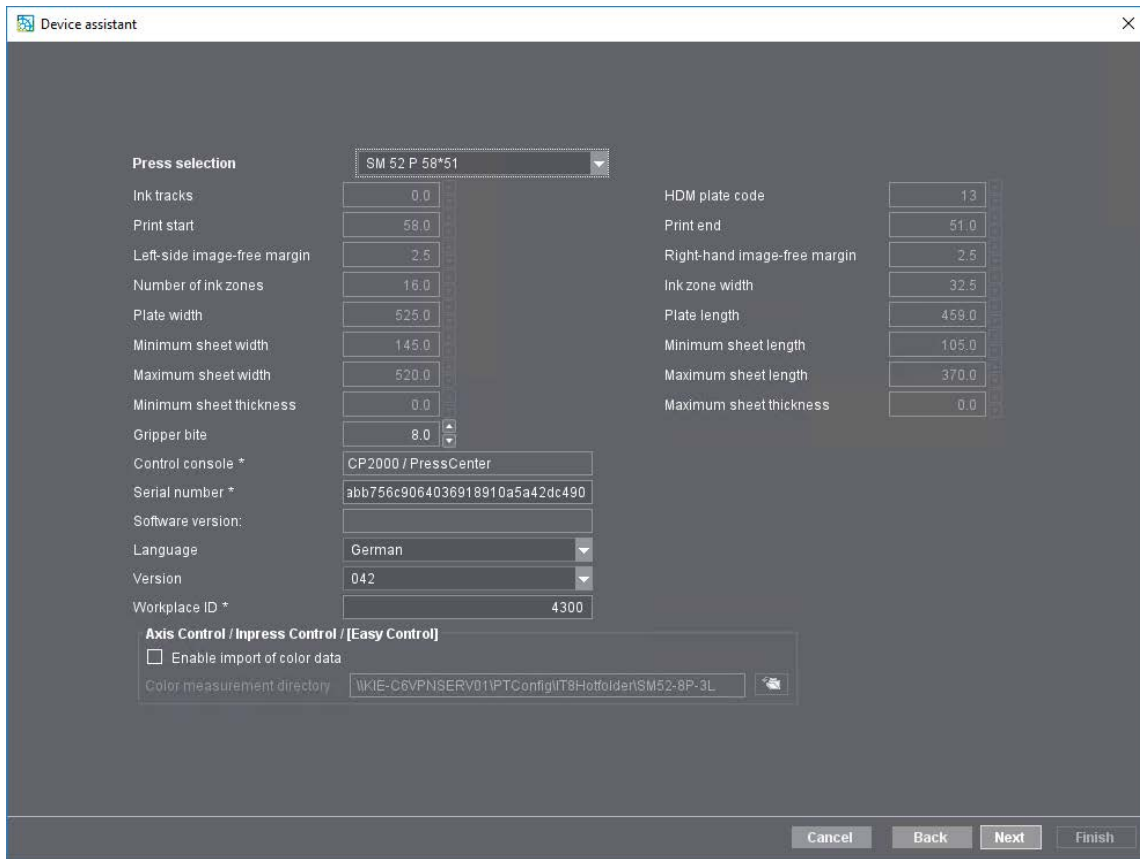 Device assistant
Press selection SM 52 P 58*51
Ink tracks 0.0 HDM plate code 13
Print start 58.0 Print end 51.0
Left-side image-free margin 2.5 Right-hand image-free margin 2.5
Number of ink zones 16.0 Ink zone width 32.5
Plate width 525.0 Plate length 459.0
Minimum sheet width 145.0 Minimum sheet length 105.0
Maximum sheet width 520.0 Maximum sheet length 370.0
Minimum sheet thickness 0.0 Maximum sheet thickness 0.0
Gripper bite 8.0
Control console * CP2000 / PressCenter
Serial number * abb756c9064036918910a5a42dc490
Software version:
Language German
Version 042
Workplace ID * 4300
Axis Control / Inpress Control / [Easy Control]
Enable import of color data
Color measurement directory \\KIE-C6VPNSERV01\PTConfig\IT8Hotfolder\SM52-8P-3L
Cancel Back Next Finish